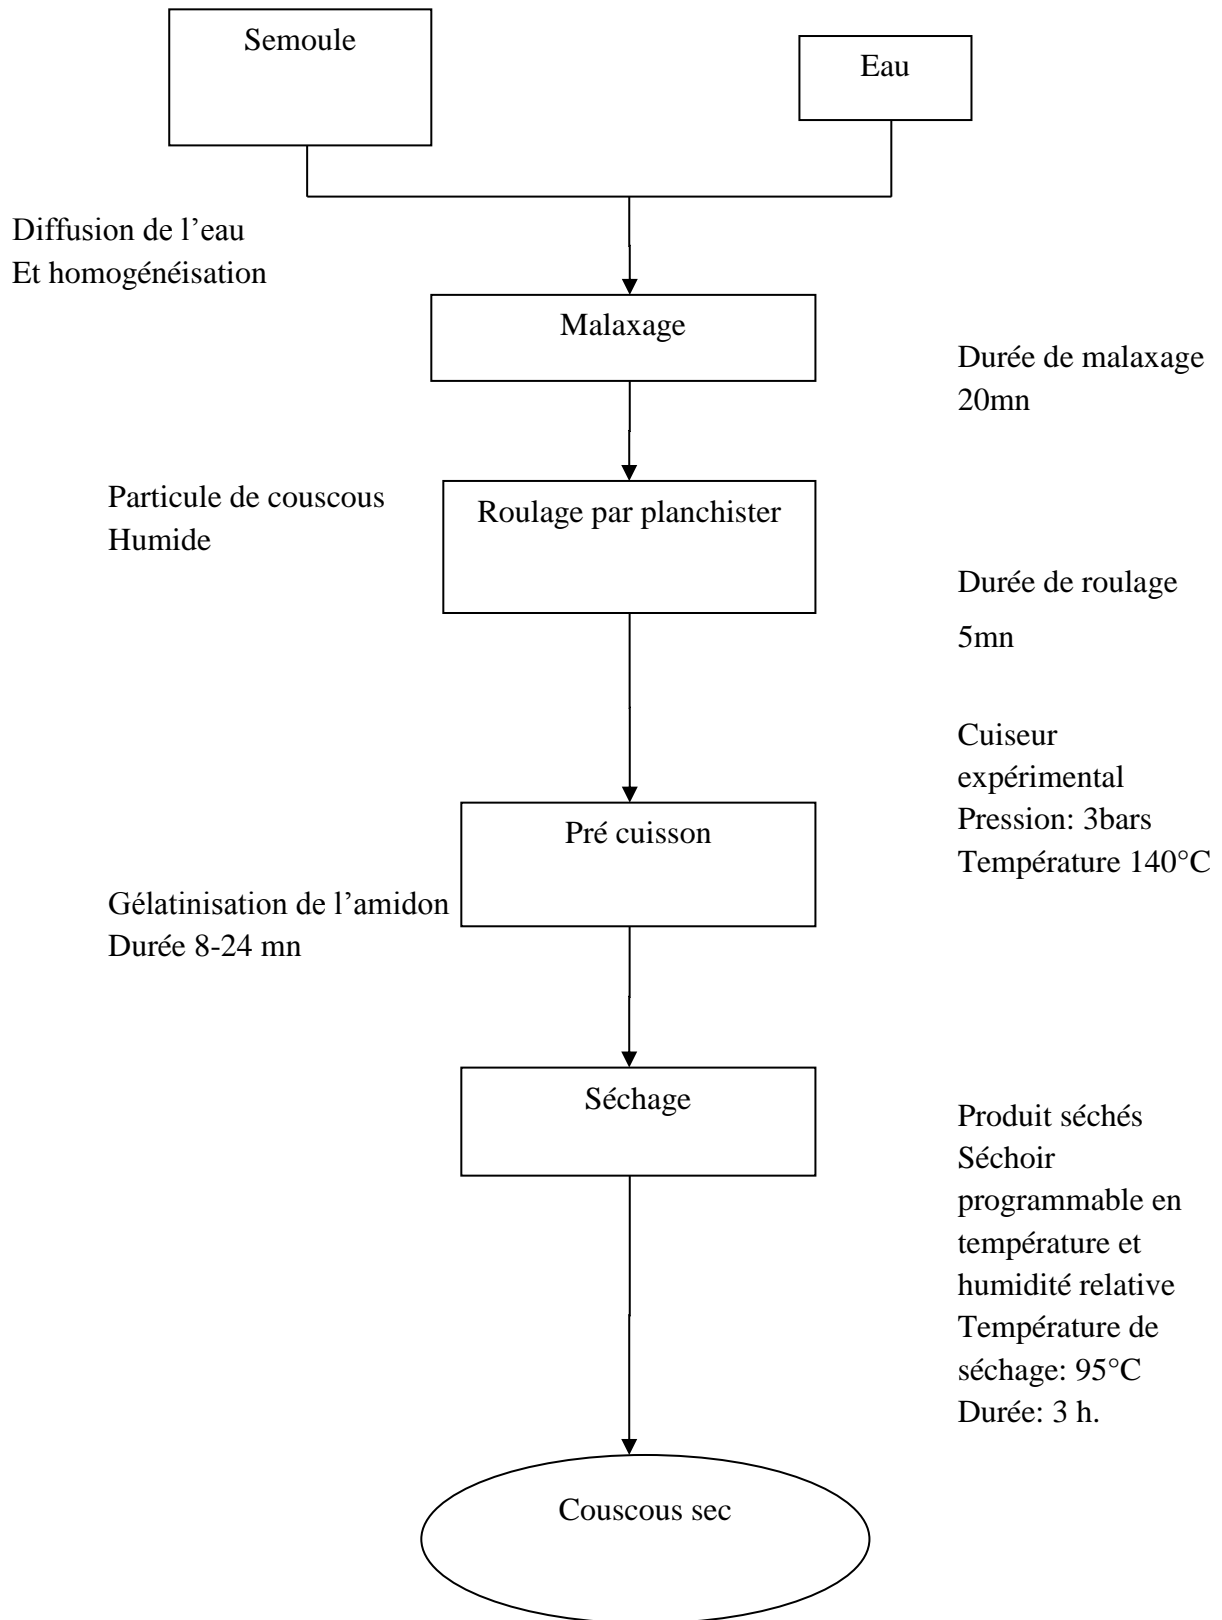 Semoule
Eau
Diffusion de l’eau
Et homogénéisation
Malaxage
Durée de malaxage
20mn
Particule de couscous
Humide
Roulage par planchister
Durée de roulage
5mn
Cuiseur
expérimental
Pression: 3bars
Température 140°C
Pré cuisson
Gélatinisation de l’amidon
Durée 8-24 mn
Séchage
Produit séchés
Séchoir
programmable en
température et
humidité relative
Température de
séchage: 95°C
Durée: 3 h.
Couscous sec